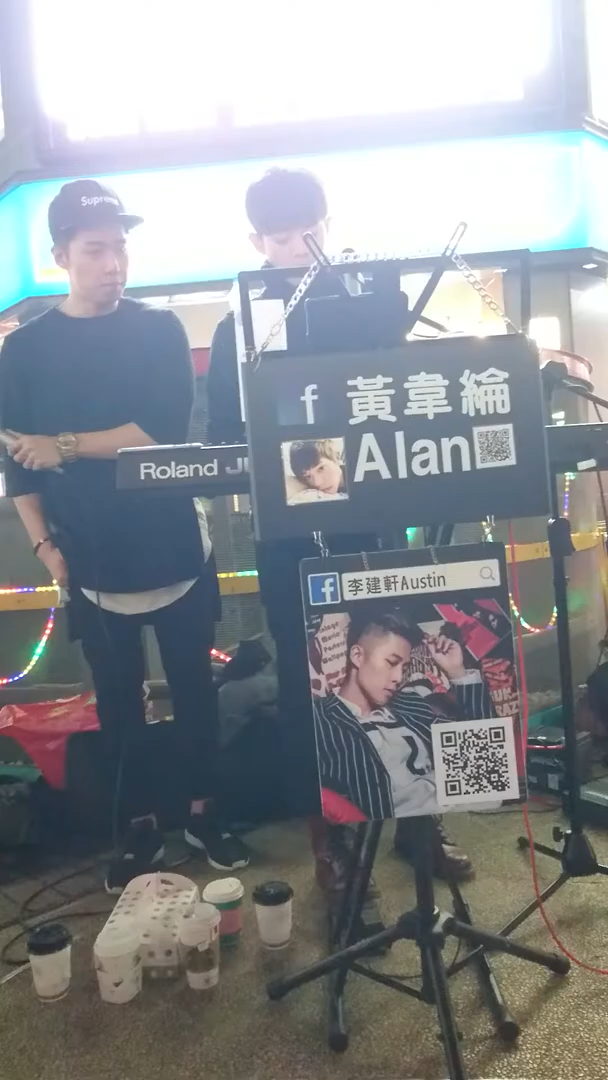 Supreme
Roland
f 黃韋綸
Alan
f 李建軒Austin